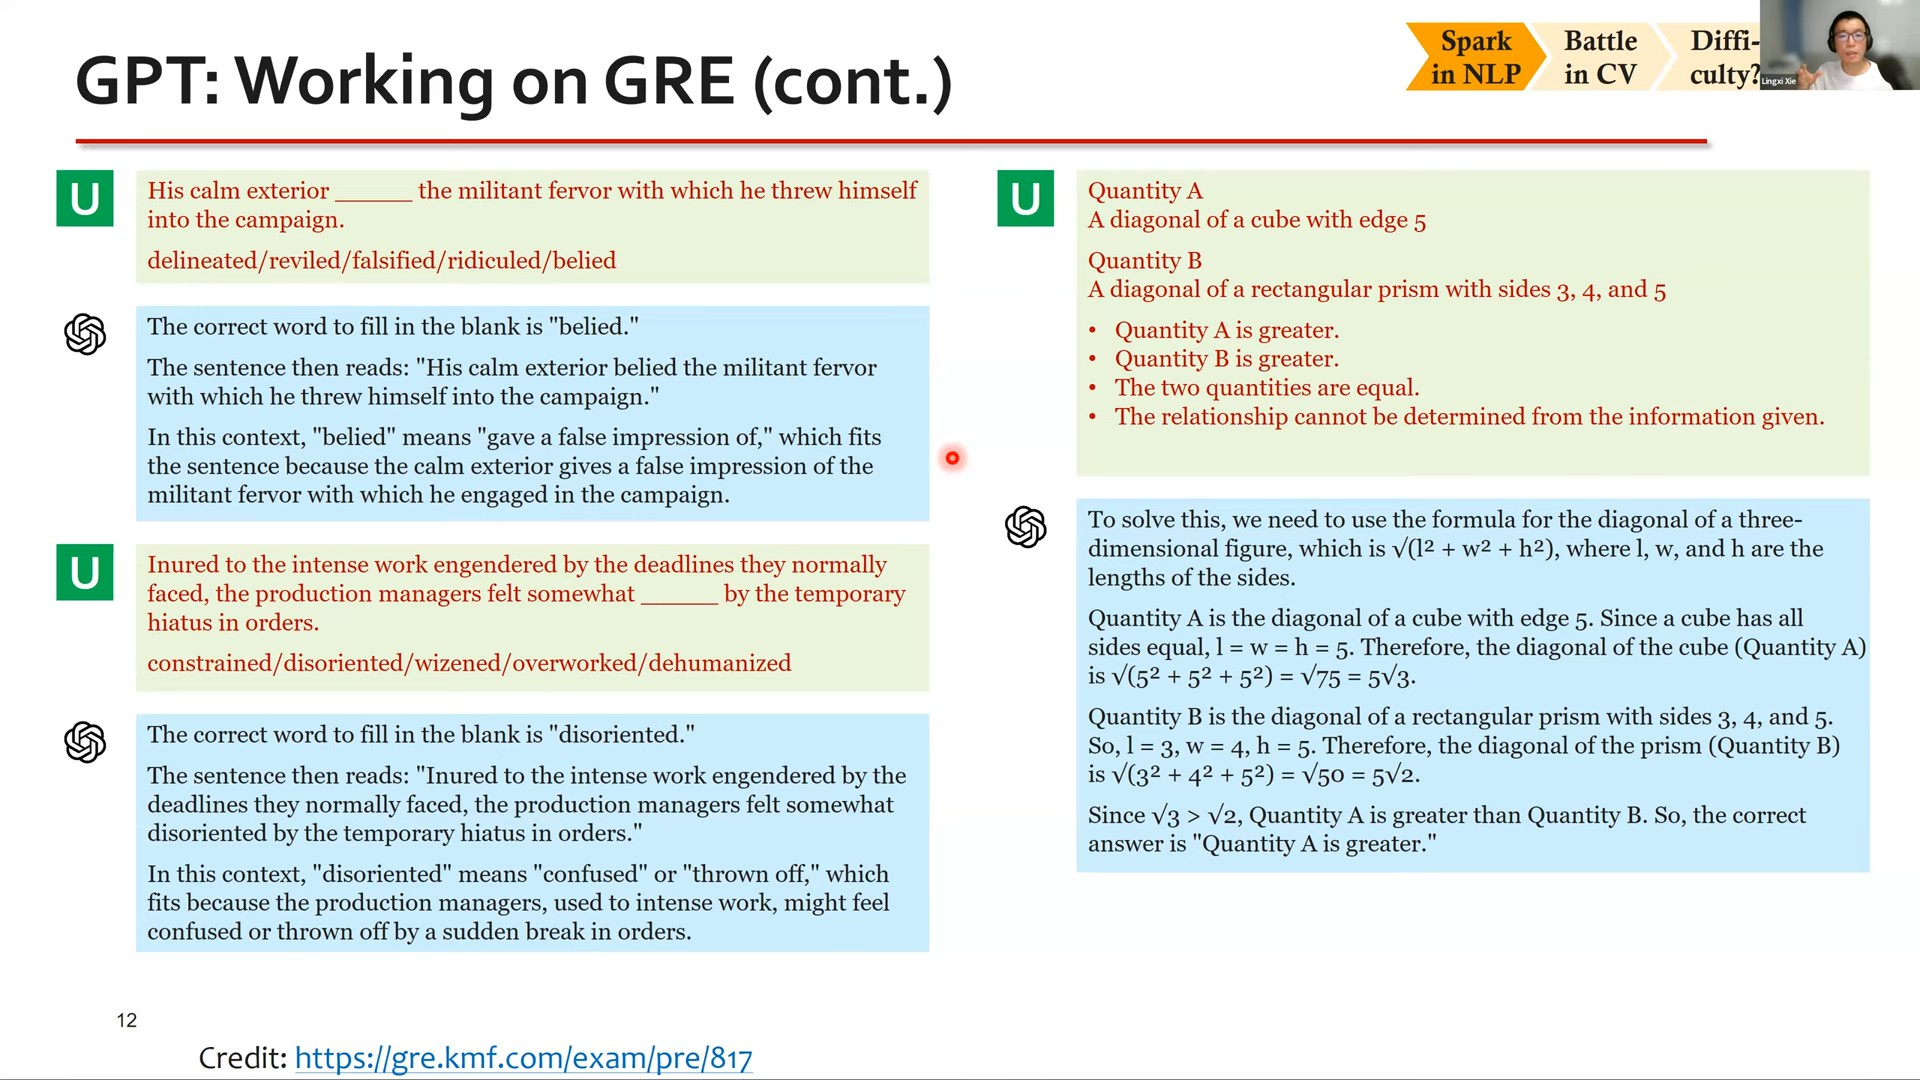 GPT: Working on GRE (cont.)
Spark
in NLP
Battle
in CV
Diffi-
culty?
Lingxi Xie
U
His calm exterior ______ the militant fervor with which he threw himself
into the campaign.
delineated/reviled/falsified/ridiculed/belied
The correct word to fill in the blank is "belied."
The sentence then reads: "His calm exterior belied the militant fervor
with which he threw himself into the campaign."
In this context, "belied" means "gave a false impression of," which fits
the sentence because the calm exterior gives a false impression of the
militant fervor with which he engaged in the campaign.
U
Inured to the intense work engendered by the deadlines they normally
faced, the production managers felt somewhat ______ by the temporary
hiatus in orders.
constrained/disoriented/wizened/overworked/dehumanized
The correct word to fill in the blank is "disoriented."
The sentence then reads: "Inured to the intense work engendered by the
deadlines they normally faced, the production managers felt somewhat
disoriented by the temporary hiatus in orders."
In this context, "disoriented" means "confused" or "thrown off," which
fits because the production managers, used to intense work, might feel
confused or thrown off by a sudden break in orders.
U
Quantity A
A diagonal of a cube with edge 5
Quantity B
A diagonal of a rectangular prism with sides 3, 4, and 5
• Quantity A is greater.
• Quantity B is greater.
• The two quantities are equal.
• The relationship cannot be determined from the information given.
To solve this, we need to use the formula for the diagonal of a three-
dimensional figure, which is √(l² + w² + h²), where l, w, and h are the
lengths of the sides.
Quantity A is the diagonal of a cube with edge 5. Since a cube has all
sides equal, l = w = h = 5. Therefore, the diagonal of the cube (Quantity A)
is √(5² + 5² + 5²) = √75 = 5√3.
Quantity B is the diagonal of a rectangular prism with sides 3, 4, and 5.
So, l = 3, w = 4, h = 5. Therefore, the diagonal of the prism (Quantity B)
is √(3² + 4² + 5²) = √50 = 5√2.
Since √3 > √2, Quantity A is greater than Quantity B. So, the correct
answer is "Quantity A is greater."
12
Credit: https://gre.kmf.com/exam/pre/817